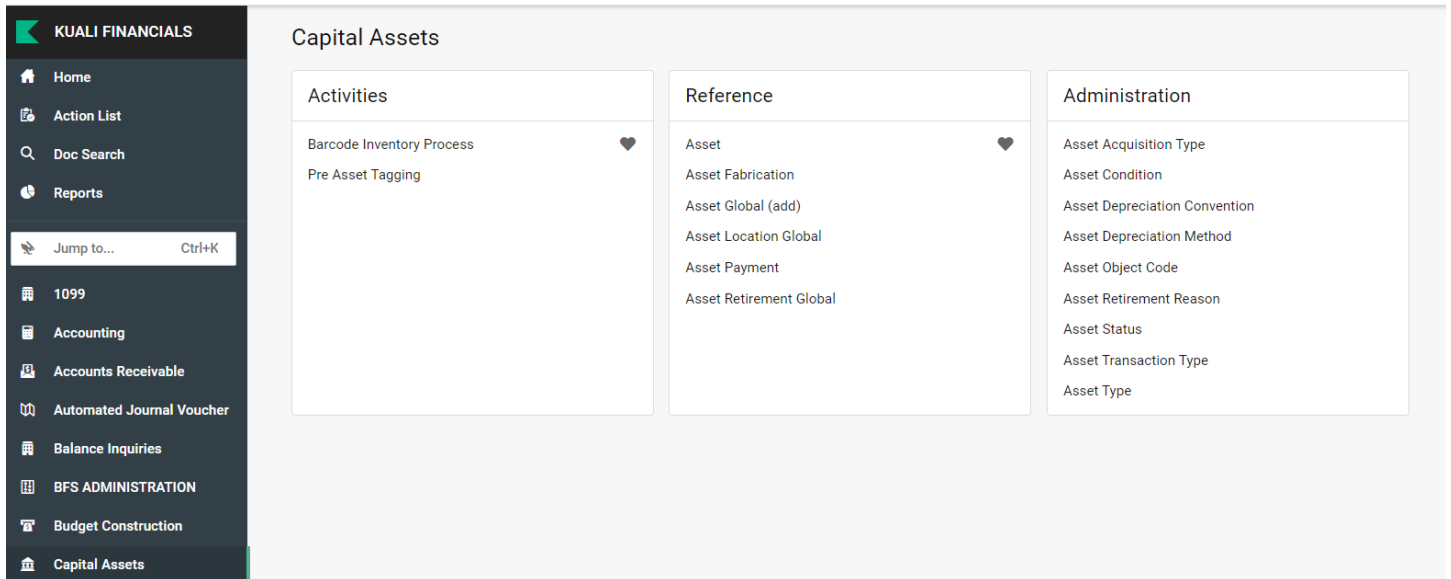 KUALI FINANCIALS
Home
Action List
Doc Search
Reports
Jump to... Ctrl+K
1099
Accounting
Accounts Receivable
Automated Journal Voucher
Balance Inquiries
BFS ADMINISTRATION
Budget Construction
Capital Assets
Capital Assets
Activities
Barcode Inventory Process
Pre Asset Tagging
Reference
Asset
Asset Fabrication
Asset Global (add)
Asset Location Global
Asset Payment
Asset Retirement Global
Administration
Asset Acquisition Type
Asset Condition
Asset Depreciation Convention
Asset Depreciation Method
Asset Object Code
Asset Retirement Reason
Asset Status
Asset Transaction Type
Asset Type